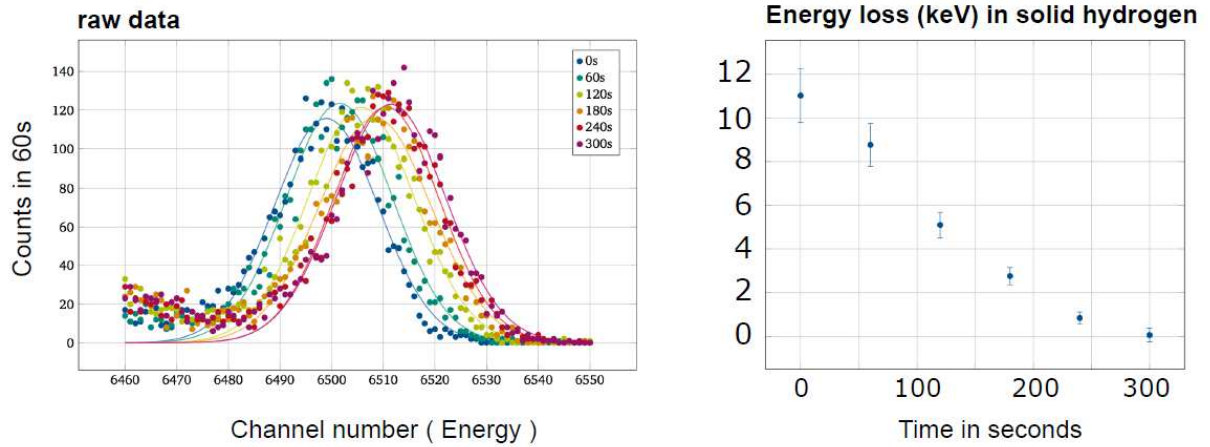 raw data
Counts in 60s
140
120
100
80
60
40
20
0
0s
60s
120s
180s
240s
300s
6460 6470 6480 6490 6500 6510 6520 6530 6540 6550
Channel number ( Energy )
Energy loss (keV) in solid hydrogen
12
10
8
6
4
2
0
0 100 200 300
Time in seconds